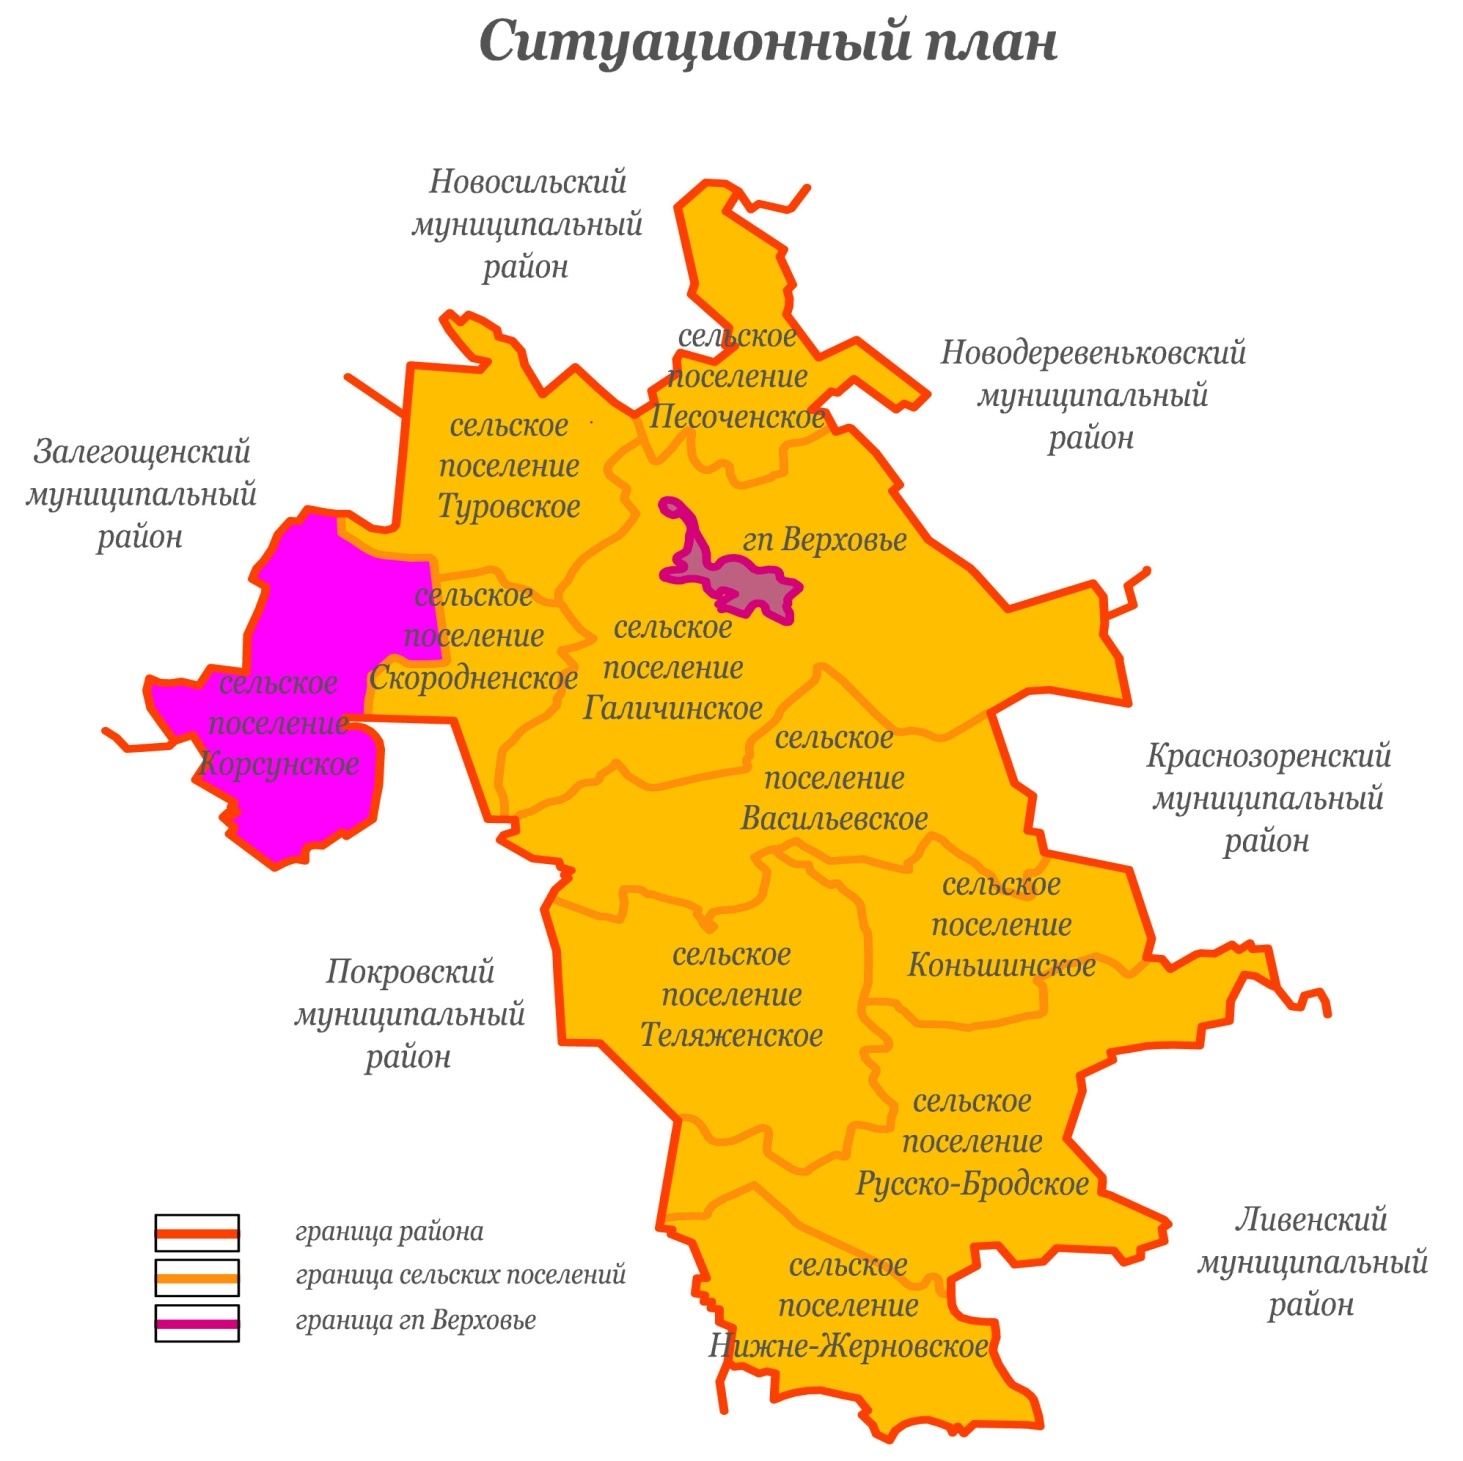 Ситуационный план
Новосильский
муниципальный
район
сельское
поселение
Песоченское
Новодеревеньковский
муниципальный
район
Залегощенский
муниципальный
район
сельское
поселение
Туровское
гп Верховье
сельское
поселение
Скородненское
сельское
поселение
Галичинское
сельское
поселение
Корсунское
сельское
поселение
Васильевское
Краснозоренский
муниципальный
район
сельское
поселение
Коньшинское
Покровский
муниципальный
район
сельское
поселение
Теляженское
сельское
поселение
Русско-Бродское
Ливенский
муниципальный
район
сельское
поселение
Нижне-Жерновское
граница района
граница сельских поселений
граница гп Верховье